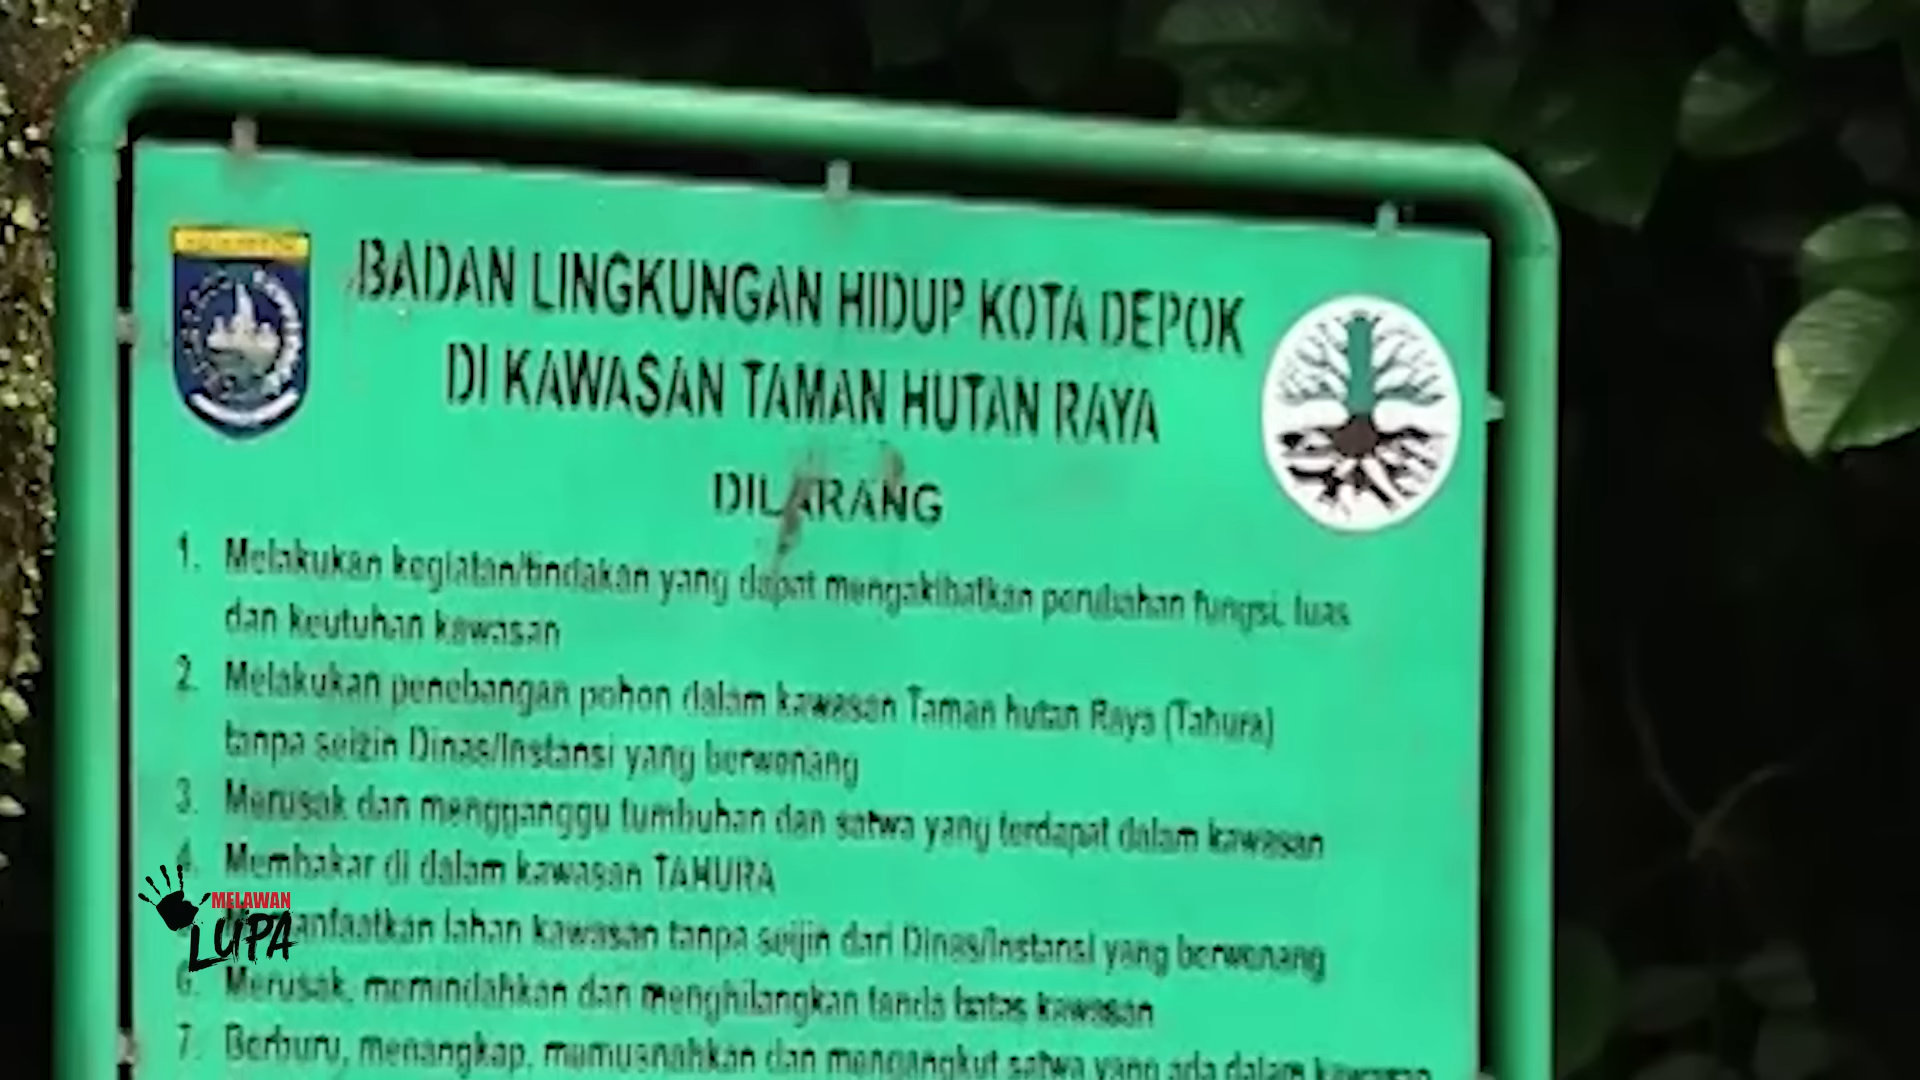 BADAN LINGKUNGAN HIDUP KOTA DEPOK
DI KAWASAN TAMAN HUTAN RAYA
DILARANG
1. Melakukan kegiatan/tindakan yang dapat mengakibatkan perubahan fungsi, luas
dan keutuhan kawasan
2. Melakukan penebangan pohon dalam kawasan Taman hutan Raya (Tahura)
tanpa seizin Dinas/Instansi yang berwenang
3. Merusak dan mengganggu tumbuhan dan satwa yang terdapat dalam kawasan
4. Membakar di dalam kawasan TAHURA
lahan kawasan tanpa seijin dari Dinas/Instansi yang berwenang
6. Merusak, memindahkan dan menghilangkan tanda batas kawasan
7. Berburu, menangkap, memusnahkan dan mengangkut satwa yang ada dalam kawasan
MELAWAN
LUPA